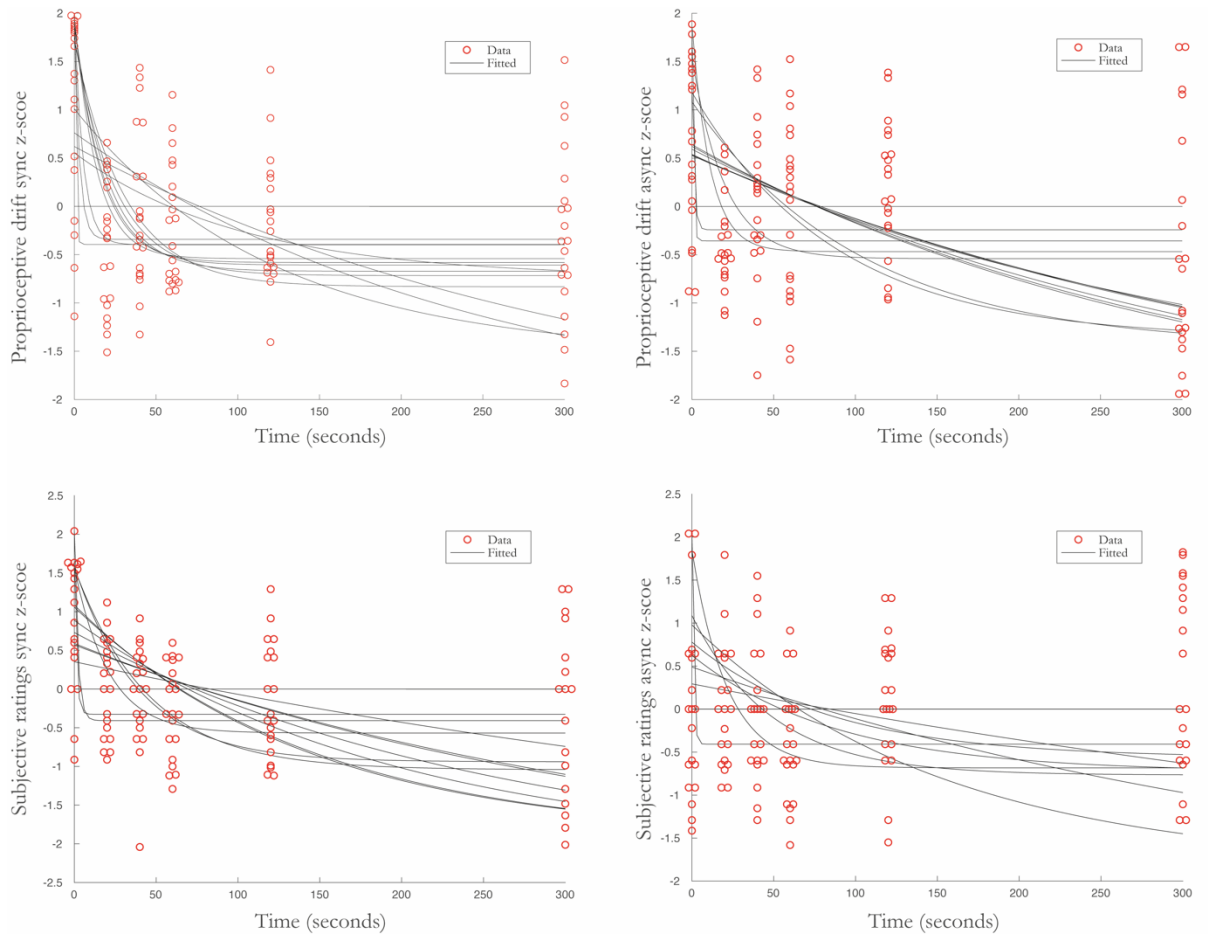 Proprioceptive drift sync z-scoe
2
1.5
1
0.5
0
-0.5
-1
-1.5
-2
Data
Fitted
0 50 100 150 200 250 300
Time (seconds)
Proprioceptive drift async z-scoe
2
1.5
1
0.5
0
-0.5
-1
-1.5
-2
Data
Fitted
0 50 100 150 200 250 300
Time (seconds)
Subjective ratings sync z-scoe
2.5
2
1.5
1
0.5
0
-0.5
-1
-1.5
-2
-2.5
Data
Fitted
0 50 100 150 200 250 300
Time (seconds)
Subjective ratings async z-scoe
2.5
2
1.5
1
0.5
0
-0.5
-1
-1.5
-2
Data
Fitted
0 50 100 150 200 250 300
Time (seconds)